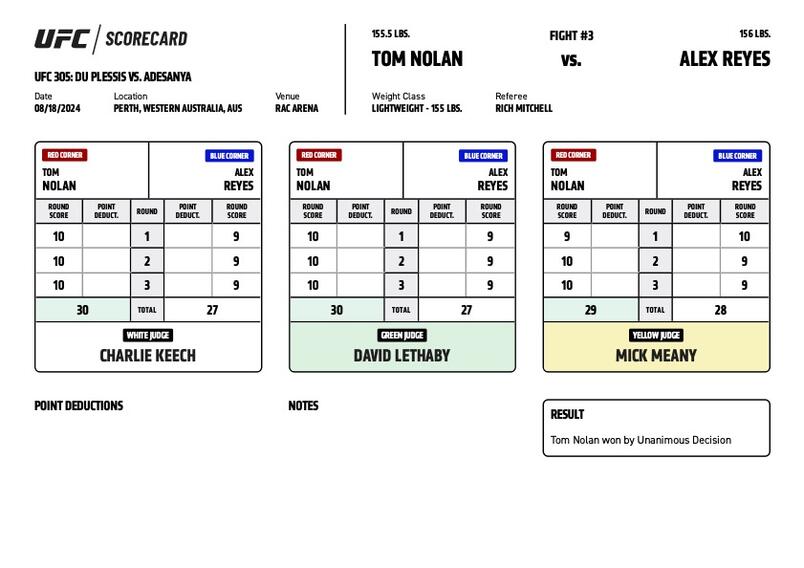 UFC / SCORECARD
UFC 305: DU PLESSIS VS. ADESANYA
Date Location Venue
08/18/2024 PERTH, WESTERN AUSTRALIA, AUS RAC ARENA
155.5 LBS. FIGHT #3 156 LBS.
TOM NOLAN vs. ALEX REYES
Weight Class Referee
LIGHTWEIGHT - 155 LBS. RICH MITCHELL
RED CORNER BLUE CORNER
TOM ALEX
NOLAN REYES
ROUND SCORE POINT DEDUCT. ROUND POINT DEDUCT. ROUND SCORE
10 1 9
10 2 9
10 3 9
30 TOTAL 27
WHITE JUDGE
CHARLIE KEECH
RED CORNER BLUE CORNER
TOM ALEX
NOLAN REYES
ROUND SCORE POINT DEDUCT. ROUND POINT DEDUCT. ROUND SCORE
10 1 9
10 2 9
10 3 9
30 TOTAL 27
GREEN JUDGE
DAVID LETHABY
RED CORNER BLUE CORNER
TOM ALEX
NOLAN REYES
ROUND SCORE POINT DEDUCT. ROUND POINT DEDUCT. ROUND SCORE
9 1 10
10 2 9
10 3 9
29 TOTAL 28
YELLOW JUDGE
MICK MEANY
POINT DEDUCTIONS
NOTES
RESULT
Tom Nolan won by Unanimous Decision